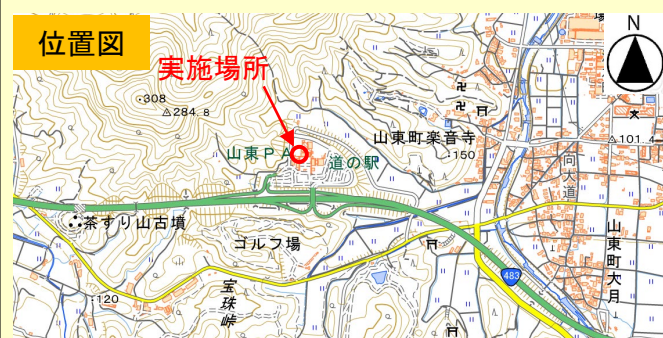 位置図
実施場所
N
場
・308
△284.8
山東PA
道の駅
山東町楽音寺
・150
△101.4
向大道
茶すり山古墳
ゴルフ場
483
山東町大月
・120
宝珠峠